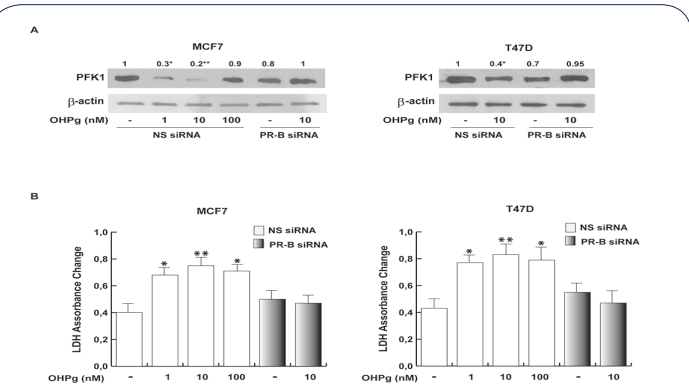 A
MCF7
1 0.3* 0.2** 0.9 0.8 1
PFK1
β-actin
OHPg (nM) - 1 10 100 - 10
NS siRNA PR-B siRNA
T47D
1 0.4* 0.7 0.95
PFK1
β-actin
OHPg (nM) - 10 - 10
NS siRNA PR-B siRNA
B
MCF7
NS siRNA
PR-B siRNA
LDH Assorbance Change
1,0
0,8
0,6
0,4
0,2
0,0
* ** *
OHPg (nM) - 1 10 100 - 10
T47D
NS siRNA
PR-B siRNA
LDH Assorbance Change
1,0
0,8
0,6
0,4
0,2
0,0
* ** *
OHPg (nM) - 1 10 100 - 10